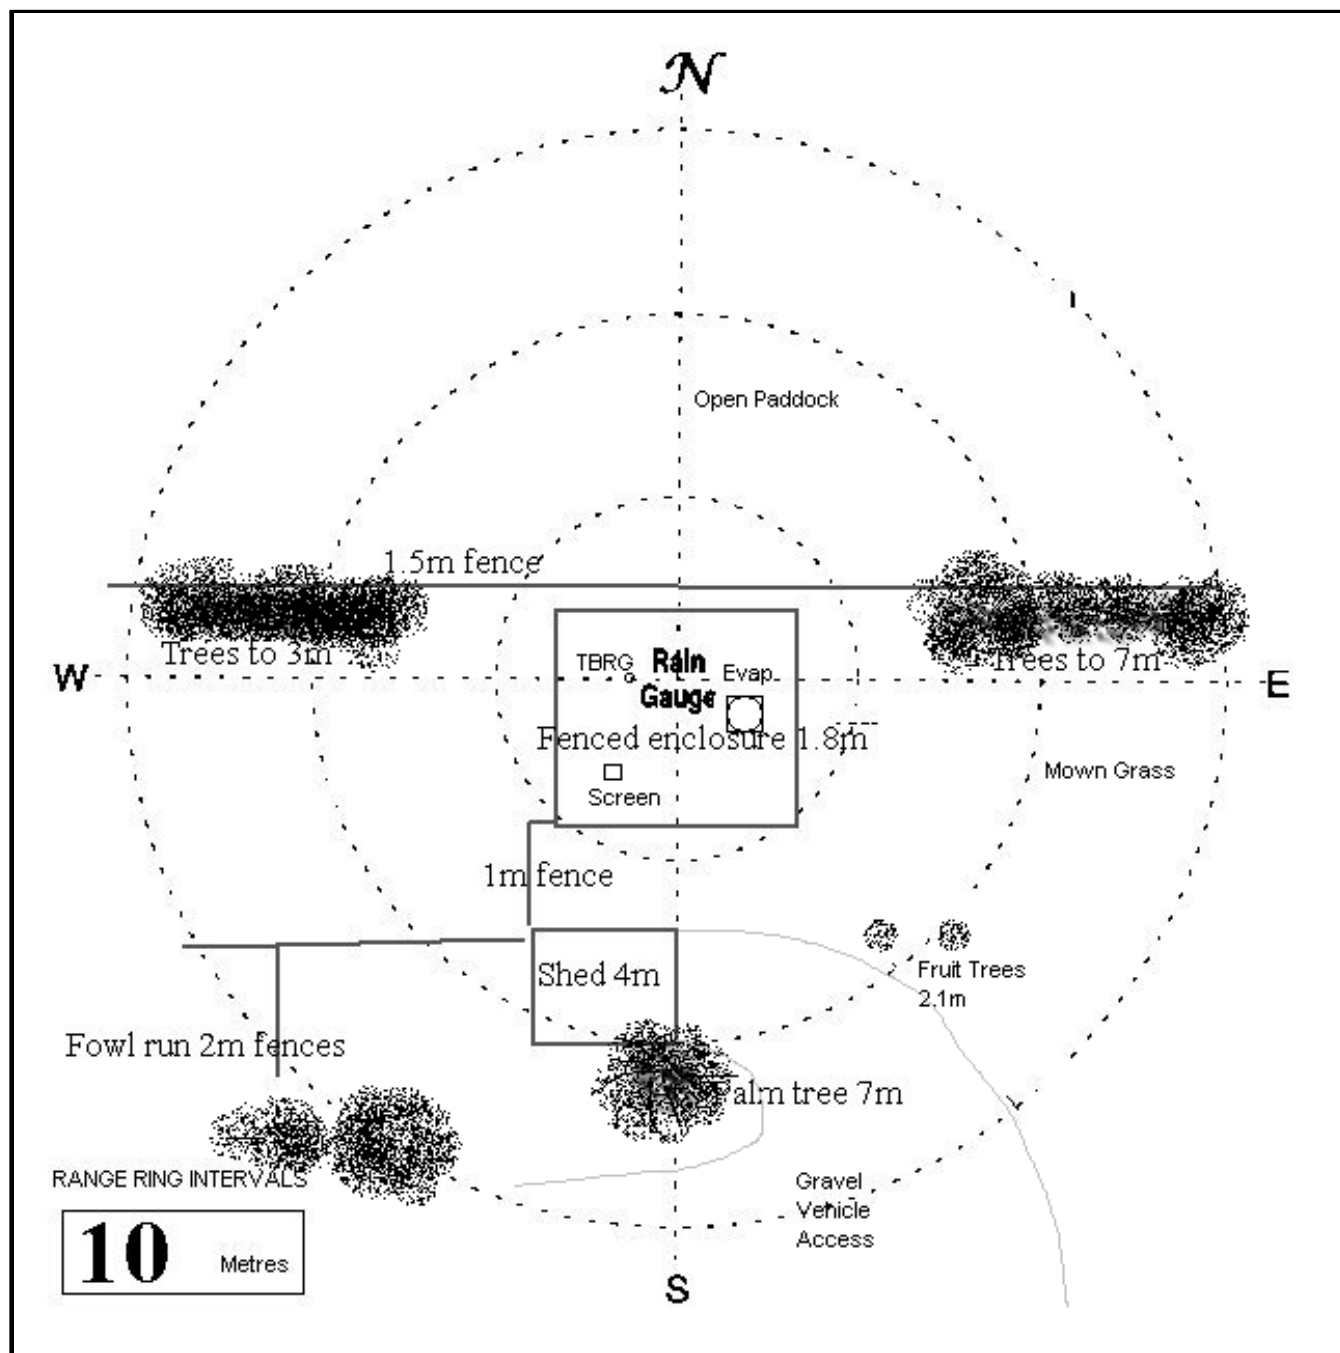 N
Open Paddock
1.5m fence
Trees to 3m
Trees to 7m
W
TBRG
Rain
Gauge
Evap
E
Fenced enclosure 1.8m
Mown Grass
Screen
1m fence
Shed 4m
Fruit Trees
2.1m
Fowl run 2m fences
alm tree 7m
RANGE RING INTERVALS
10 Metres
Gravel
Vehicle
Access
S